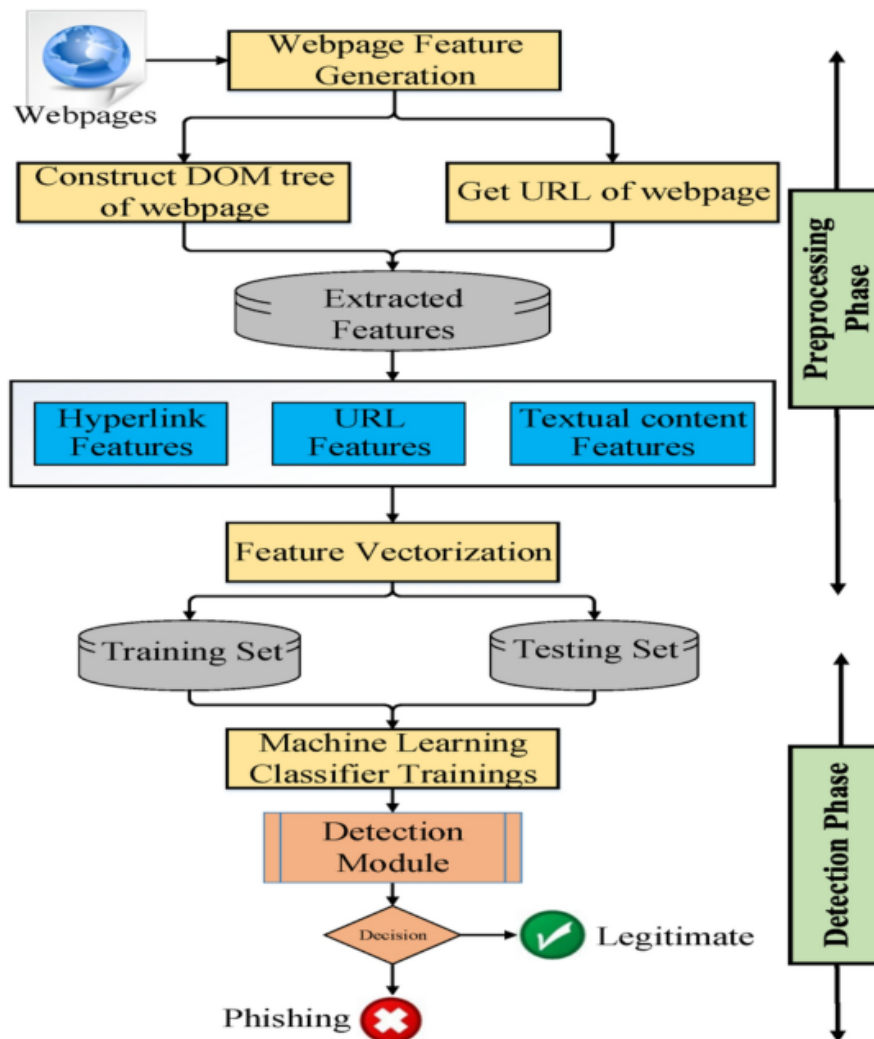 Webpage Feature
Generation
Webpages
Construct DOM tree
of webpage
Get URL of webpage
Extracted
Features
Preprocessing
Phase
Hyperlink
Features
URL
Features
Textual content
Features
Feature Vectorization
Training Set
Testing Set
Machine Learning
Classifier Trainings
Detection
Module
Detection Phase
Decision
Legitimate
Phishing